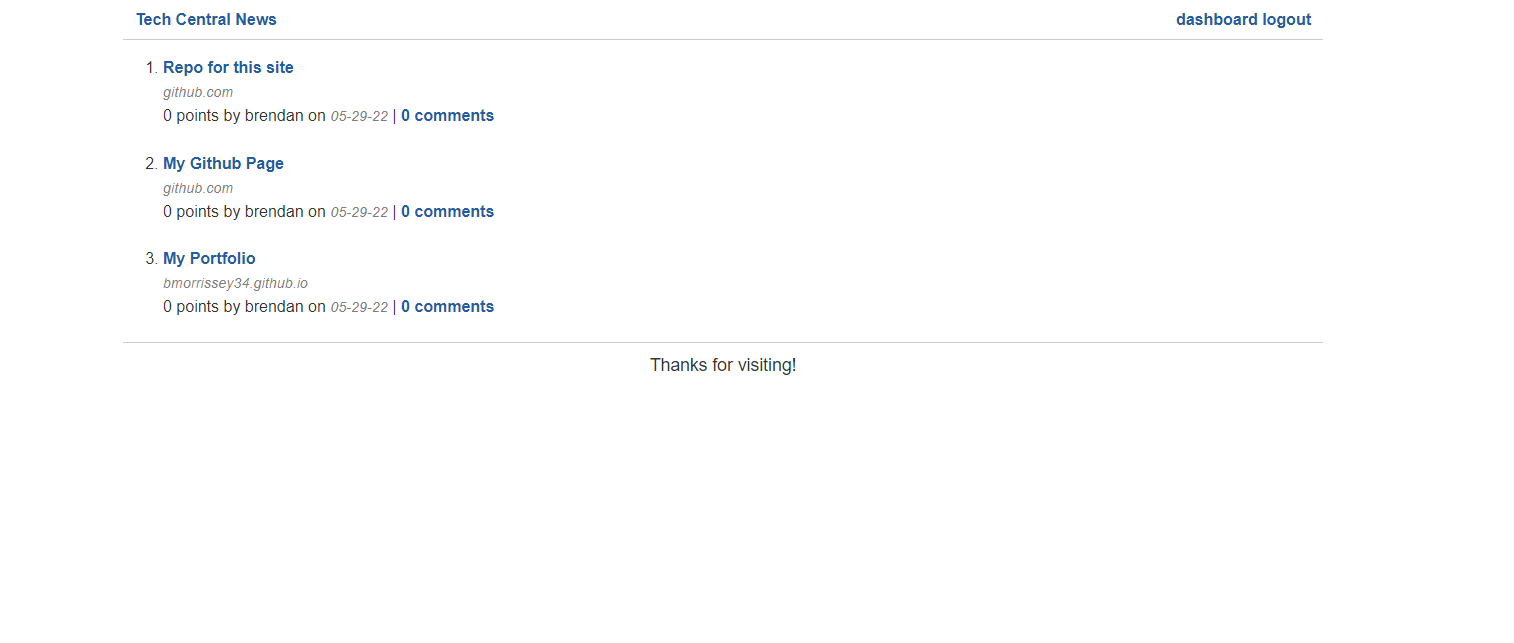 Tech Central News
dashboard logout
1. Repo for this site
github.com
0 points by brendan on 05-29-22 | 0 comments
2. My Github Page
github.com
0 points by brendan on 05-29-22 | 0 comments
3. My Portfolio
bmorrissey34.github.io
0 points by brendan on 05-29-22 | 0 comments
Thanks for visiting!